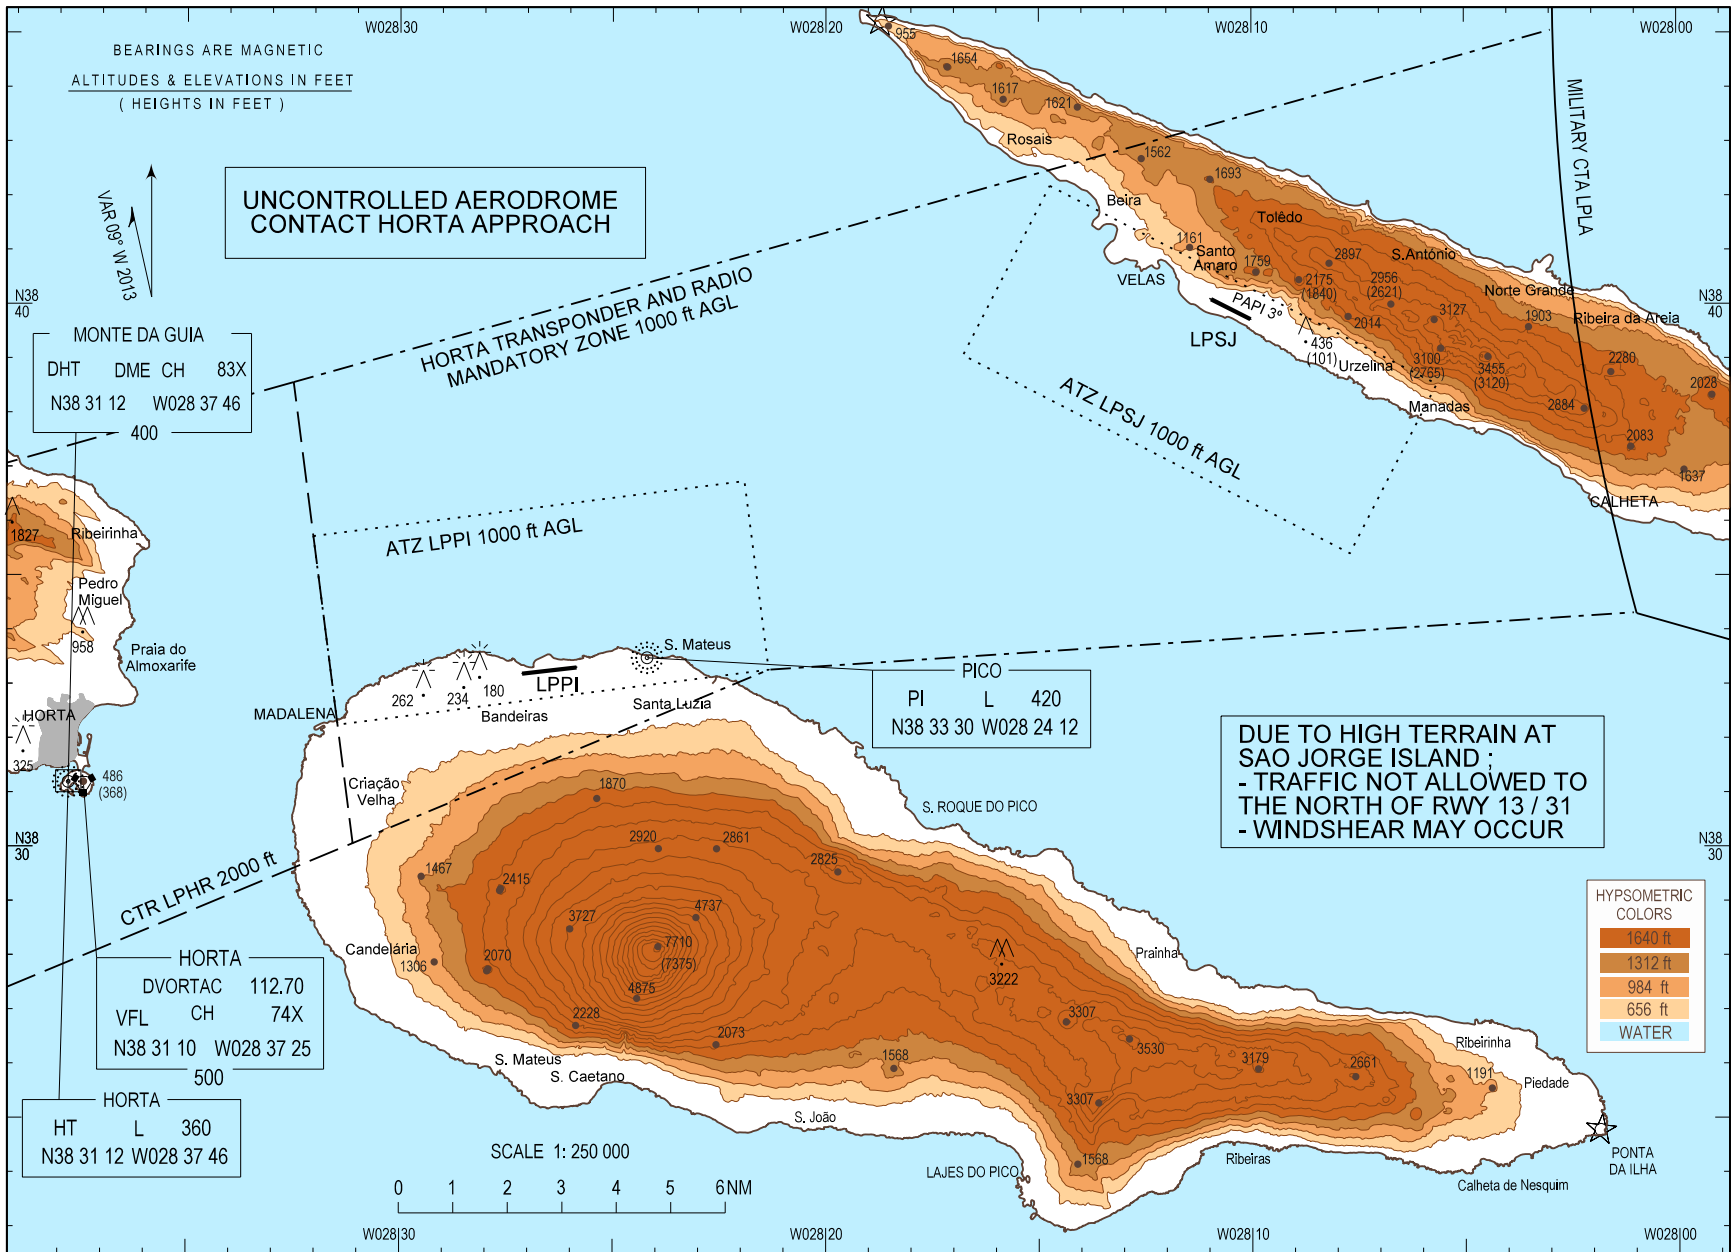 W028 30
W028 20
W028 10
W028 00
BEARINGS ARE MAGNETIC
ALTITUDES & ELEVATIONS IN FEET
( HEIGHTS IN FEET )
VAR 09° W 2013
UNCONTROLLED AERODROME
CONTACT HORTA APPROACH
955
1654
1617
1621
Rosais
1562
1693
Beira
Tolêdo
1161
Santo
Amaro
1759
VELAS
2897
S.António
2175
(1840)
2956
(2621)
Norte Grande
PAPI 3º
LPSJ
2014
3127
1903
Ribeira da Areia
436
(101)
Urzelina
3100
(2765)
3455
(3120)
2280
2028
Manadas
2884
2083
1637
CALHETA
MILITARY CTA LPLA
N38
40
N38
40
MONTE DA GUIA
DHT DME CH 83X
N38 31 12 W028 37 46
400
HORTA TRANSPONDER AND RADIO
MANDATORY ZONE 1000 ft AGL
ATZ LPSJ 1000 ft AGL
ATZ LPPI 1000 ft AGL
1827
Ribeirinha
Pedro
Miguel
958
Praia do
Almoxarife
HORTA
325
486
(368)
MADALENA
262
234
180
LPPI
Bandeiras
S. Mateus
Santa Luzia
PICO
PI L 420
N38 33 30 W028 24 12
DUE TO HIGH TERRAIN AT
SAO JORGE ISLAND ;
- TRAFFIC NOT ALLOWED TO
THE NORTH OF RWY 13 / 31
- WINDSHEAR MAY OCCUR
N38
30
N38
30
Criação
Velha
1870
S. ROQUE DO PICO
2920
2861
2825
1467
2415
CTR LPHR 2000 ft
3727
4737
Candelária
1306
2070
7710
(7375)
4875
2228
2073
3222
Prainha
3307
3530
3179
2661
1568
3307
1191
Ribeirinha
Piedade
S. Mateus
S. Caetano
S. João
1568
LAJES DO PICO
Ribeiras
Calheta de Nesquim
PONTA
DA ILHA
HYPSOMETRIC
COLORS
1640 ft
1312 ft
984 ft
656 ft
WATER
HORTA
DVORTAC 112.70
VFL CH 74X
N38 31 10 W028 37 25
500
HORTA
HT L 360
N38 31 12 W028 37 46
SCALE 1: 250 000
0 1 2 3 4 5 6 NM
W028 30
W028 20
W028 10
W028 00